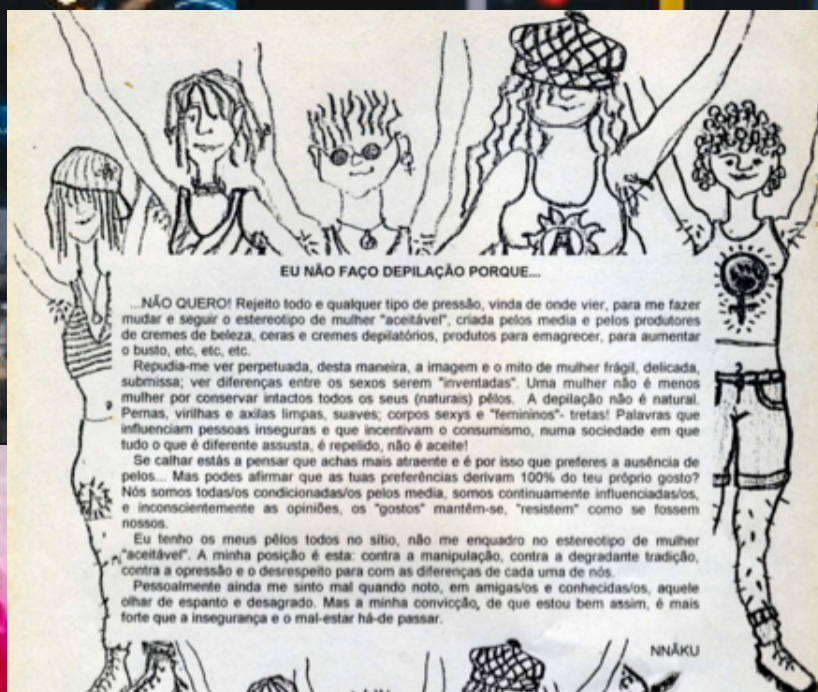 EU NÃO FAÇO DEPILAÇÃO PORQUE...
...NÃO QUERO! Rejeito todo e qualquer tipo de pressão, vinda de onde vier, para me fazer
mudar e seguir o estereotipo de mulher "aceitável", criada pelos media e pelos produtores
de cremes de beleza, ceras e cremes depilatórios, produtos para emagrecer, para aumentar
o busto, etc, etc, etc.
Repudia-me ver perpetuada, desta maneira, a imagem e o mito de mulher frágil, delicada,
submissa; ver diferenças entre os sexos serem "inventadas". Uma mulher não é menos
mulher por conservar intactos todos os seus (naturais) pêlos. A depilação não é natural.
Pernas, virilhas e axilas limpas, suaves; corpos sexys e "femininos"- tretas! Palavras que
influenciam pessoas inseguras e que incentivam o consumismo, numa sociedade em que
tudo o que é diferente assusta, é repelido, não é aceite!
Se calhar estás a pensar que achas mais atraente e é por isso que preferes a ausência de
pelos... Mas podes afirmar que as tuas preferências derivam 100% do teu próprio gosto?
Nós somos todas/os condicionadas/os pelos media, somos continuamente influenciadas/os,
e inconscientemente as opiniões, os "gostos" mantêm-se, "resistem" como se fossem
nossos.
Eu tenho os meus pêlos todos no sítio, não me enquadro no estereotipo de mulher
"aceitável". A minha posição é esta: contra a manipulação, contra a degradante tradição,
contra a opressão e o desrespeito para com as diferenças de cada uma de nós.
Pessoalmente ainda me sinto mal quando noto, em amigas/os e conhecidas/os, aquele
olhar de espanto e desagrado. Mas a minha convicção, de que estou bem assim, é mais
forte que a insegurança e o mal-estar há-de passar.
NNÄKU